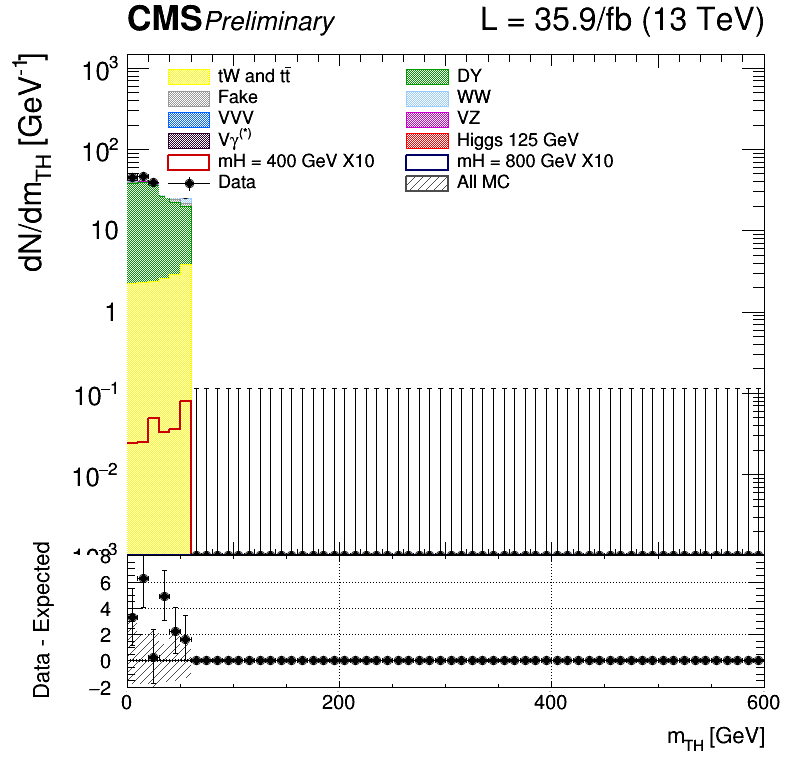 CMS Preliminary L = 35.9/fb (13 TeV)
dN/dm_TH [GeV⁻¹]
10³
10²
10
1
10⁻¹
10⁻²
tW and tt̄ DY
Fake WW
VVV VZ
Vγ(*) Higgs 125 GeV
mH = 400 GeV X10 mH = 800 GeV X10
Data All MC
Data - Expected
8
6
4
2
0
−2
0 200 400 600
m_TH [GeV]